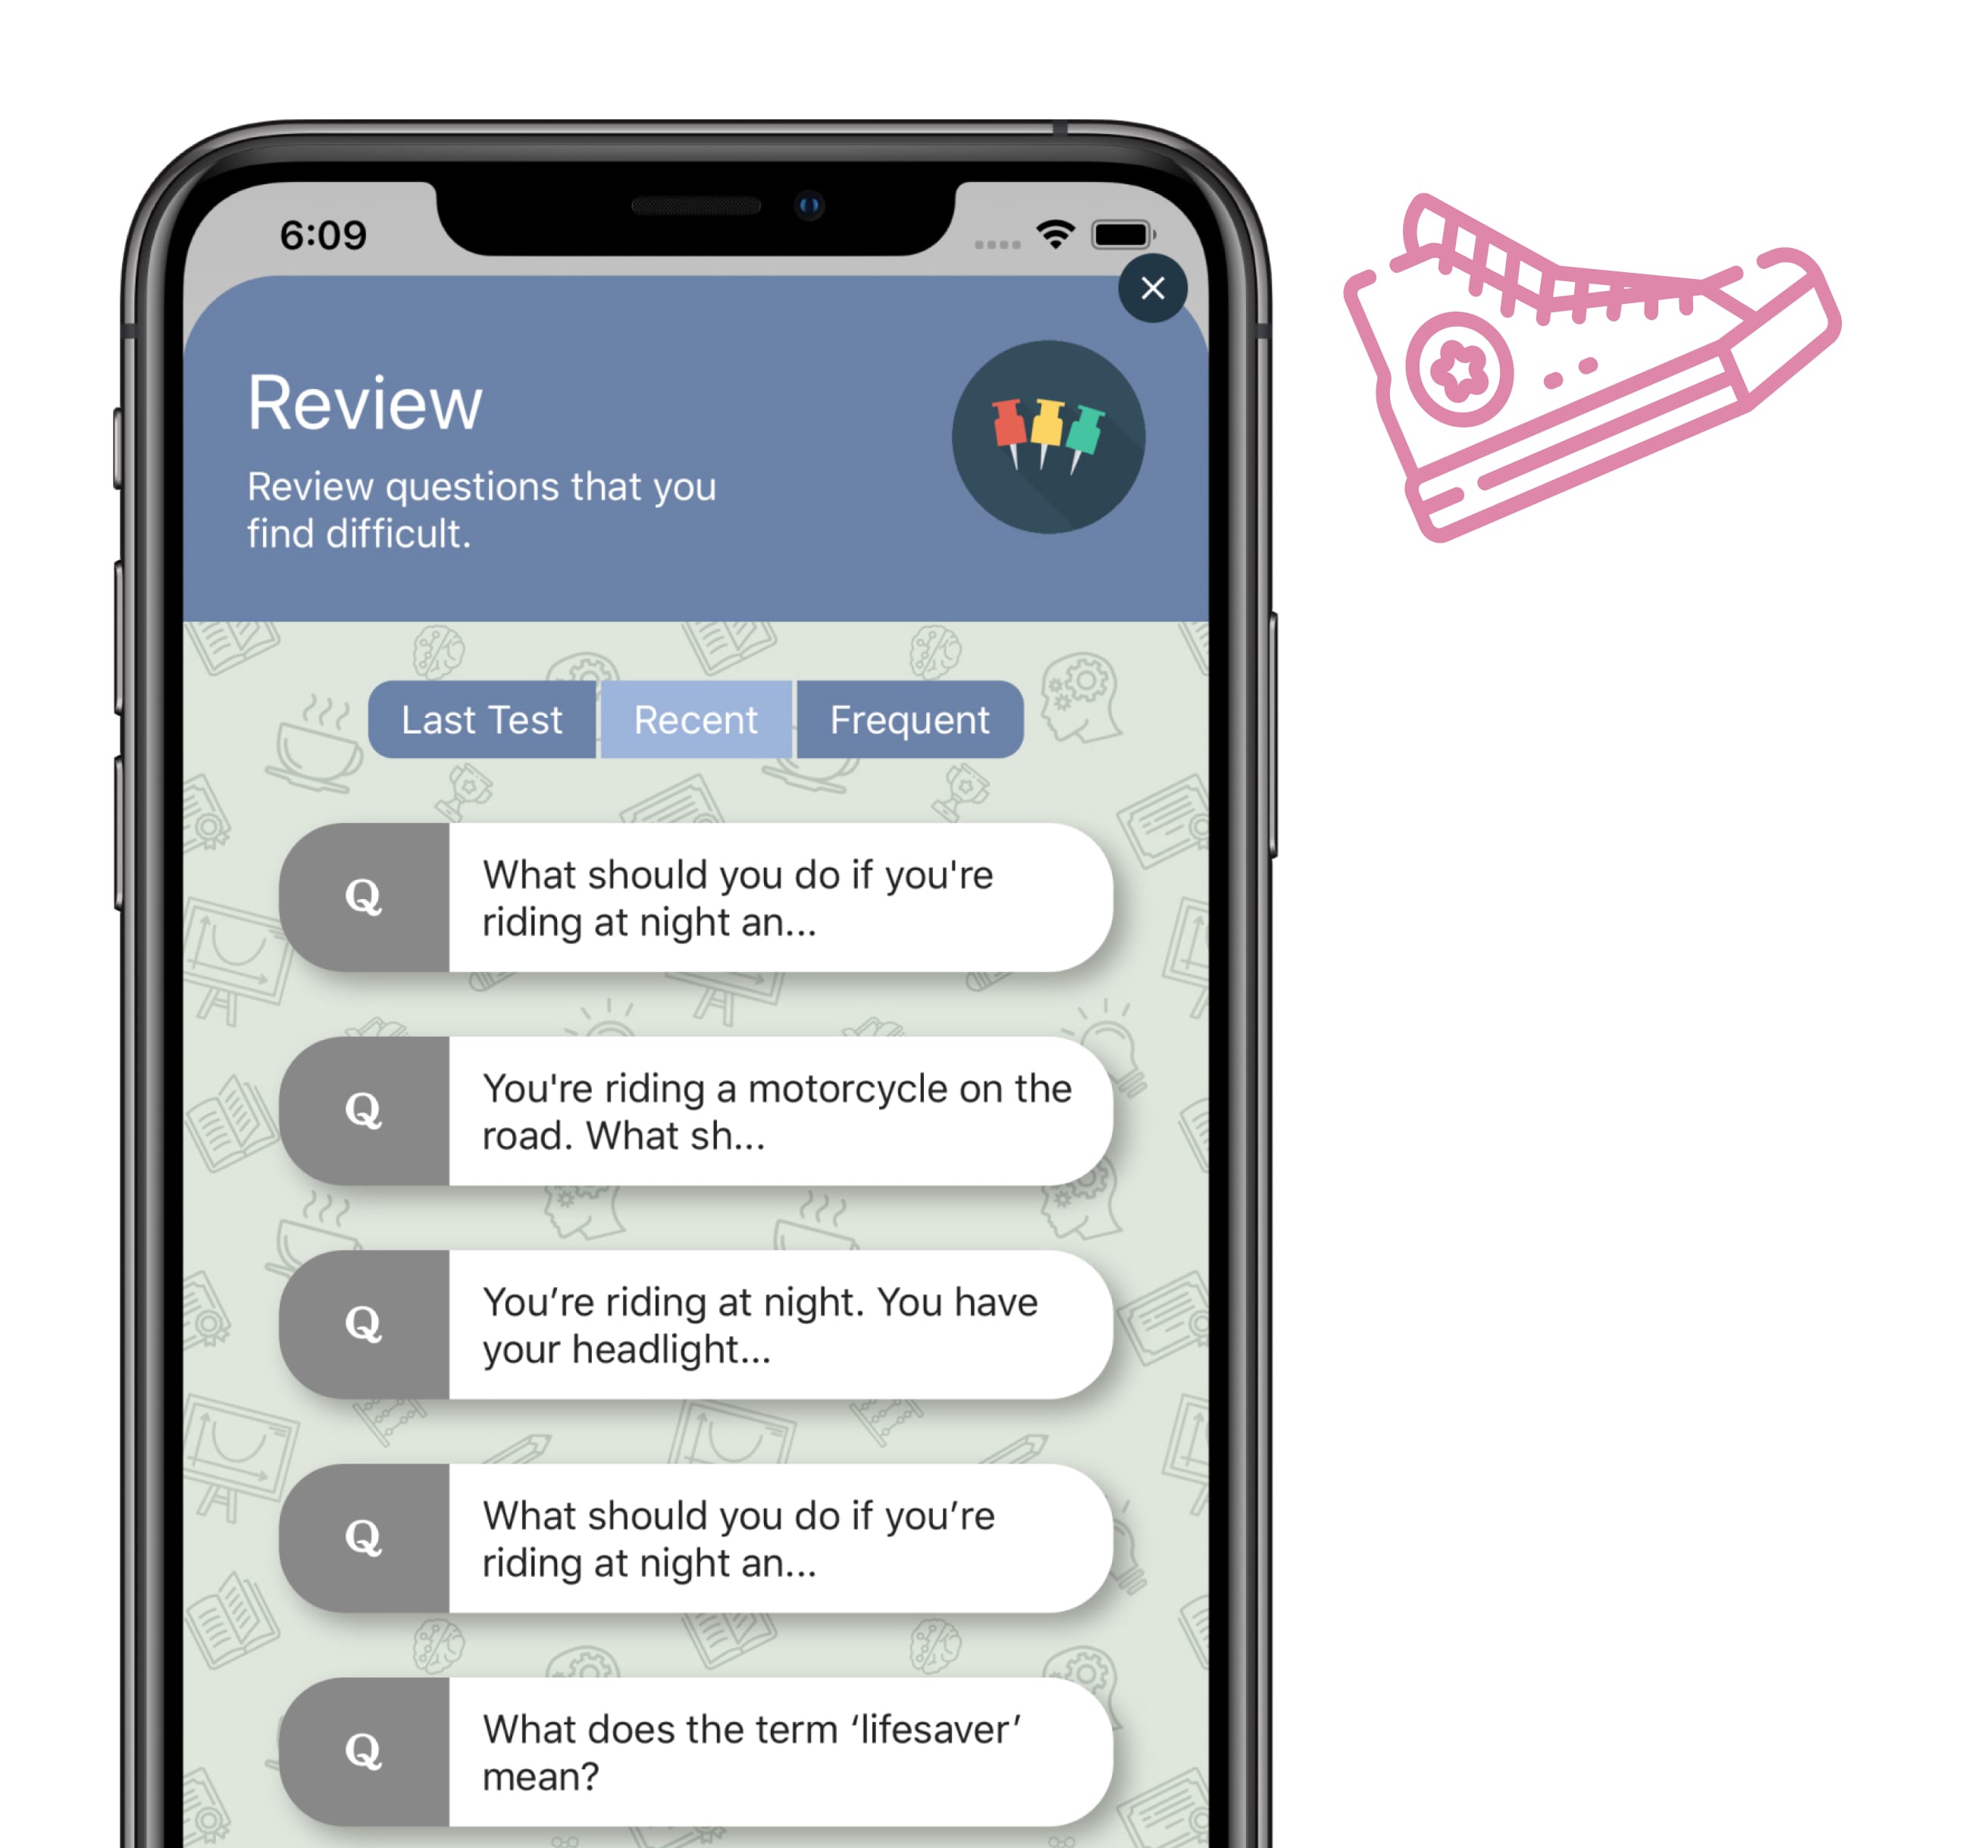 6:09
Review
Review questions that you
find difficult.
Last Test Recent Frequent
Q
What should you do if you're
riding at night an...
Q
You're riding a motorcycle on the
road. What sh...
Q
You’re riding at night. You have
your headlight...
Q
What should you do if you’re
riding at night an...
Q
What does the term ‘lifesaver’
mean?